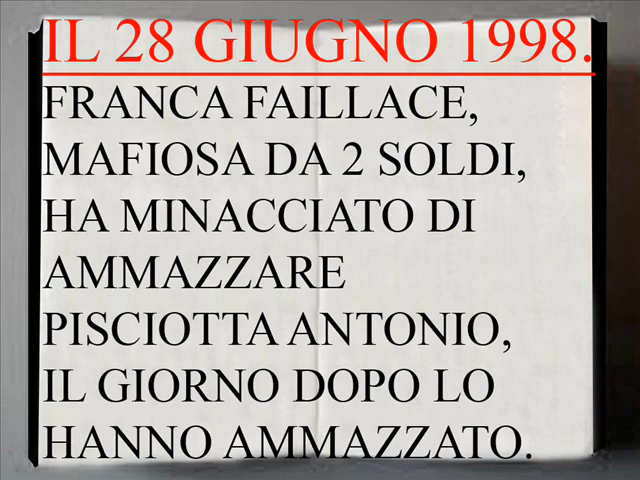 IL 28 GIUGNO 1998.
FRANCA FAILLACE,
MAFIOSA DA 2 SOLDI,
HA MINACCIATO DI
AMMAZZARE
PISCIOTTA ANTONIO,
IL GIORNO DOPO LO
HANNO AMMAZZATO.